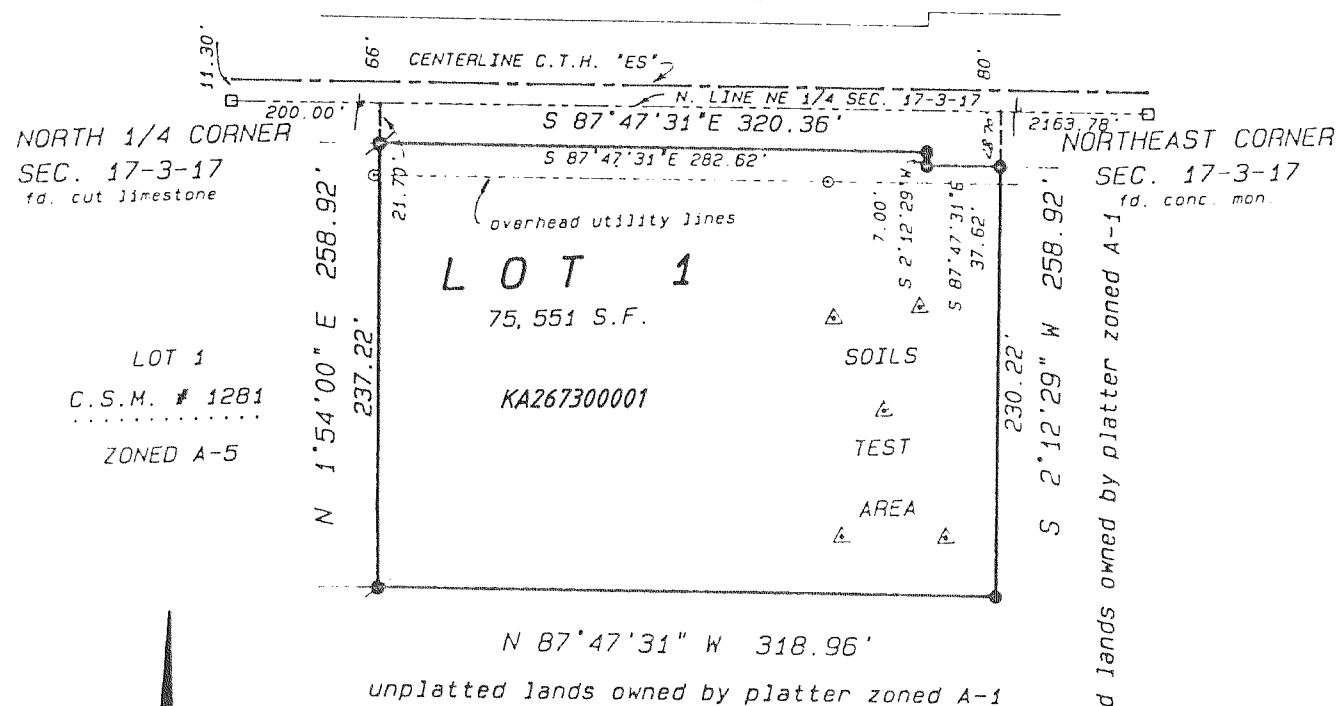 11.30'
66'
CENTERLINE C.T.H. "ES"
80'
200.00'
N. LINE NE 1/4 SEC. 17-3-17
2163.78'
NORTH 1/4 CORNER
SEC. 17-3-17
fd. cut limestone
S 87°47'31"E 320.36'
NORTHEAST CORNER
SEC. 17-3-17
fd. conc. mon.
S 87°47'31"E 282.62'
28.70'
21.70'
overhead utility lines
7.00'
S 2°12'29"W
S 87°47'31"E
37.62'
LOT 1
75,551 S.F.
N 1°54'00" E 258.92'
237.22'
S 2°12'29" W 258.92'
230.22'
SOILS
TEST
AREA
LOT 1
C.S.M. # 1281
ZONED A-5
KA267300001
N 87°47'31" W 318.96'
unplatted lands owned by platter zoned A-1
d lands owned by platter zoned A-1